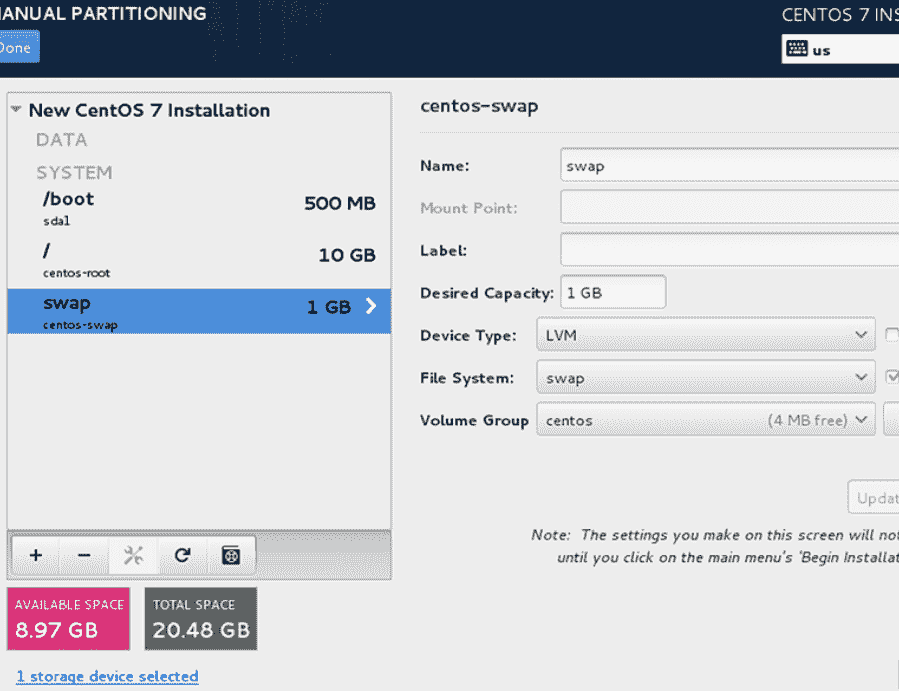 MANUAL PARTITIONING
CENTOS 7 INS
Done
us
New CentOS 7 Installation
DATA
SYSTEM
/boot
500 MB
sda1
/
10 GB
centos-root
swap
1 GB
centos-swap
centos-swap
Name:
swap
Mount Point:
Label:
Desired Capacity:
1 GB
Device Type:
LVM
File System:
swap
Volume Group
centos
(4 MB free)
Updat
Note: The settings you make on this screen will not
until you click on the main menu's 'Begin Installat
+ −
AVAILABLE SPACE
8.97 GB
TOTAL SPACE
20.48 GB
1 storage device selected